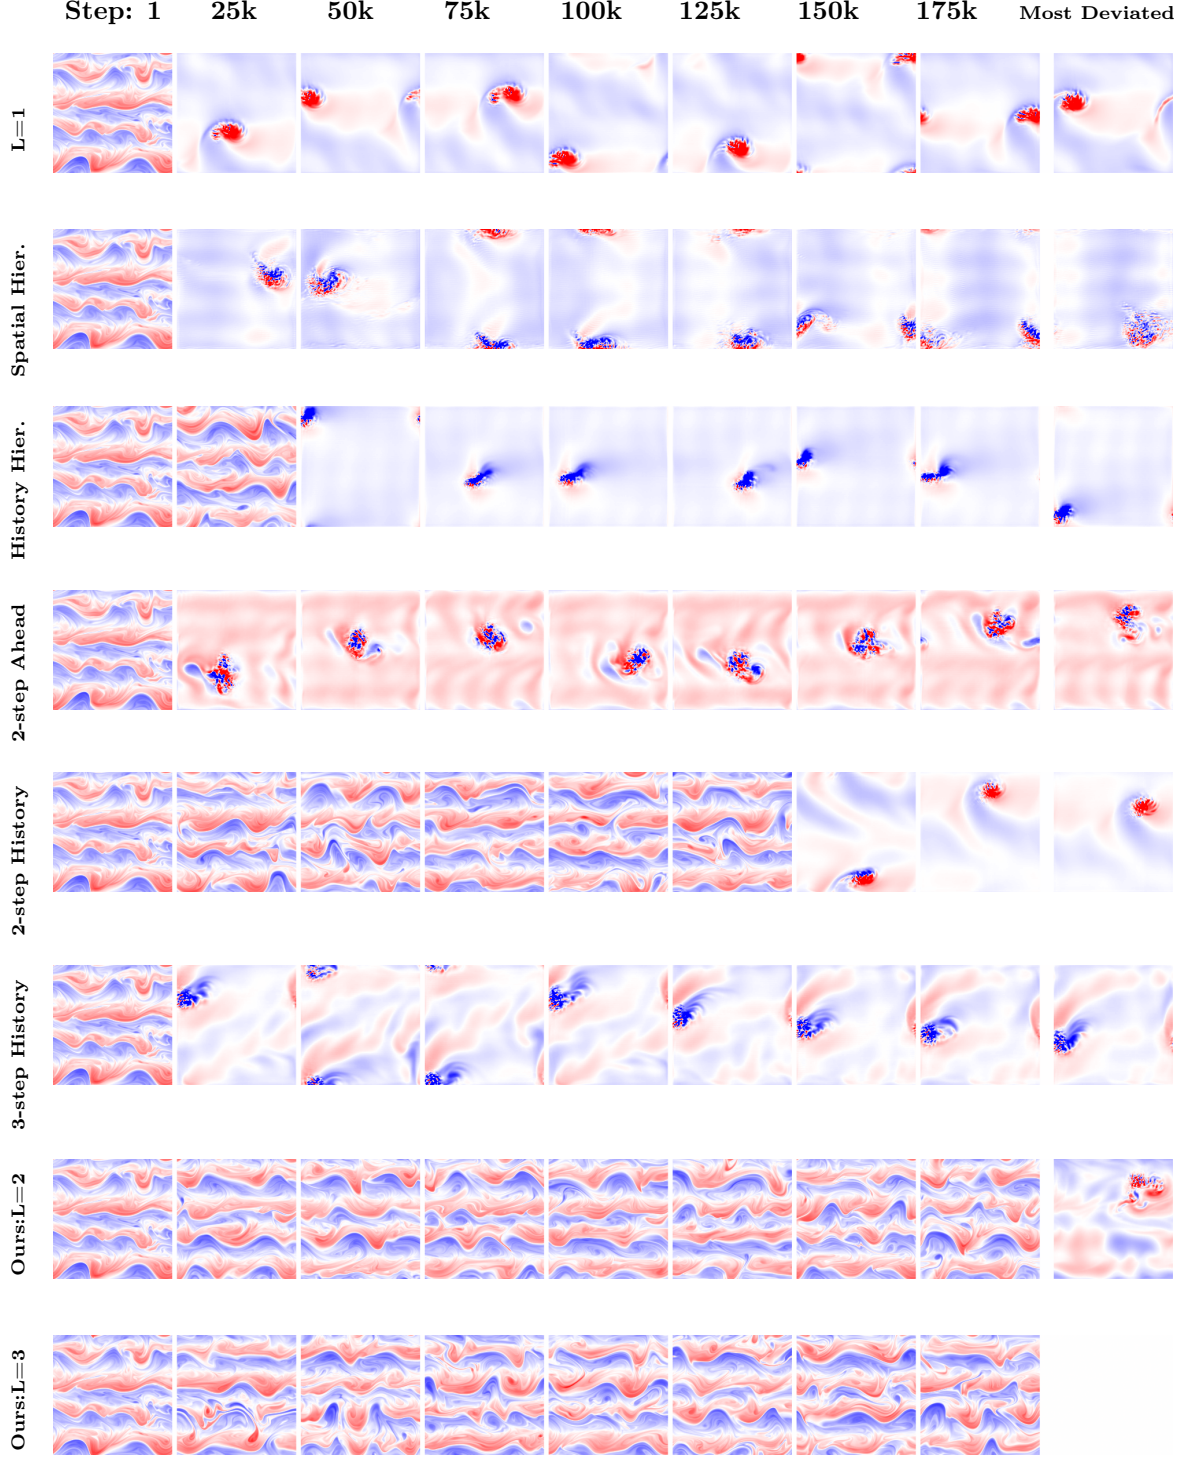 Step: 1 25k 50k 75k 100k 125k 150k 175k Most Deviated
L=1
Spatial Hier.
History Hier.
2-step Ahead
2-step History
3-step History
Ours:L=2
Ours:L=3